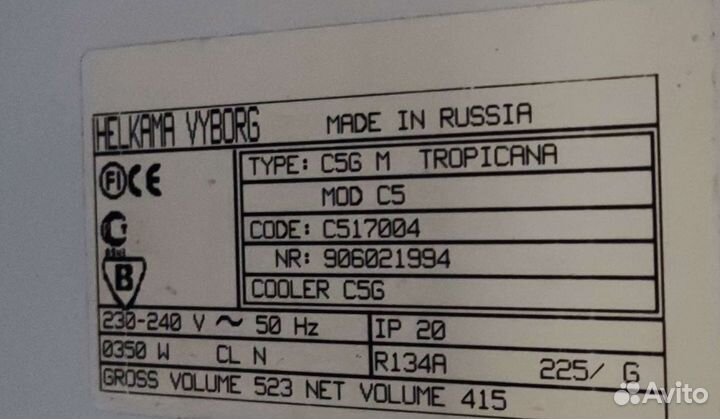 HELKAMA VYBORG MADE IN RUSSIA
FI CE
TYPE: C5G M TROPICANA
MOD C5
CODE: C517004
NR: 906021994
B
COOLER C5G
230-240 V ~ 50 Hz IP 20
0350 W CL N R134A 225/ G
GROSS VOLUME 523 NET VOLUME 415
Avito